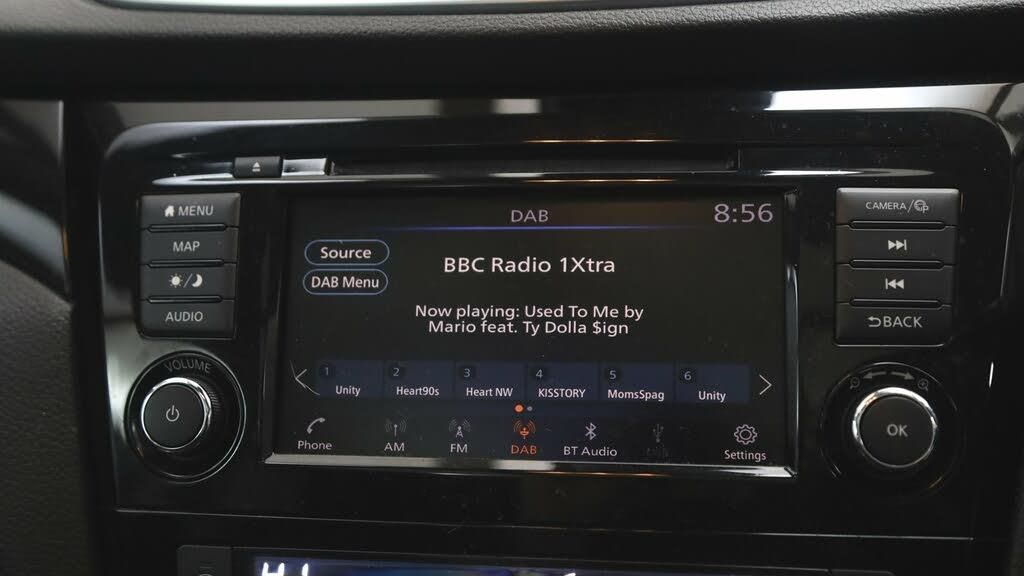 DAB
8:56
MENU
MAP
AUDIO
VOLUME
Source
DAB Menu
BBC Radio 1Xtra
Now playing: Used To Me by
Mario feat. Ty Dolla $ign
1 Unity
2 Heart90s
3 Heart NW
4 KISSTORY
5 MomsSpag
6 Unity
Phone
AM
FM
DAB
BT Audio
Settings
CAMERA/
BACK
OK